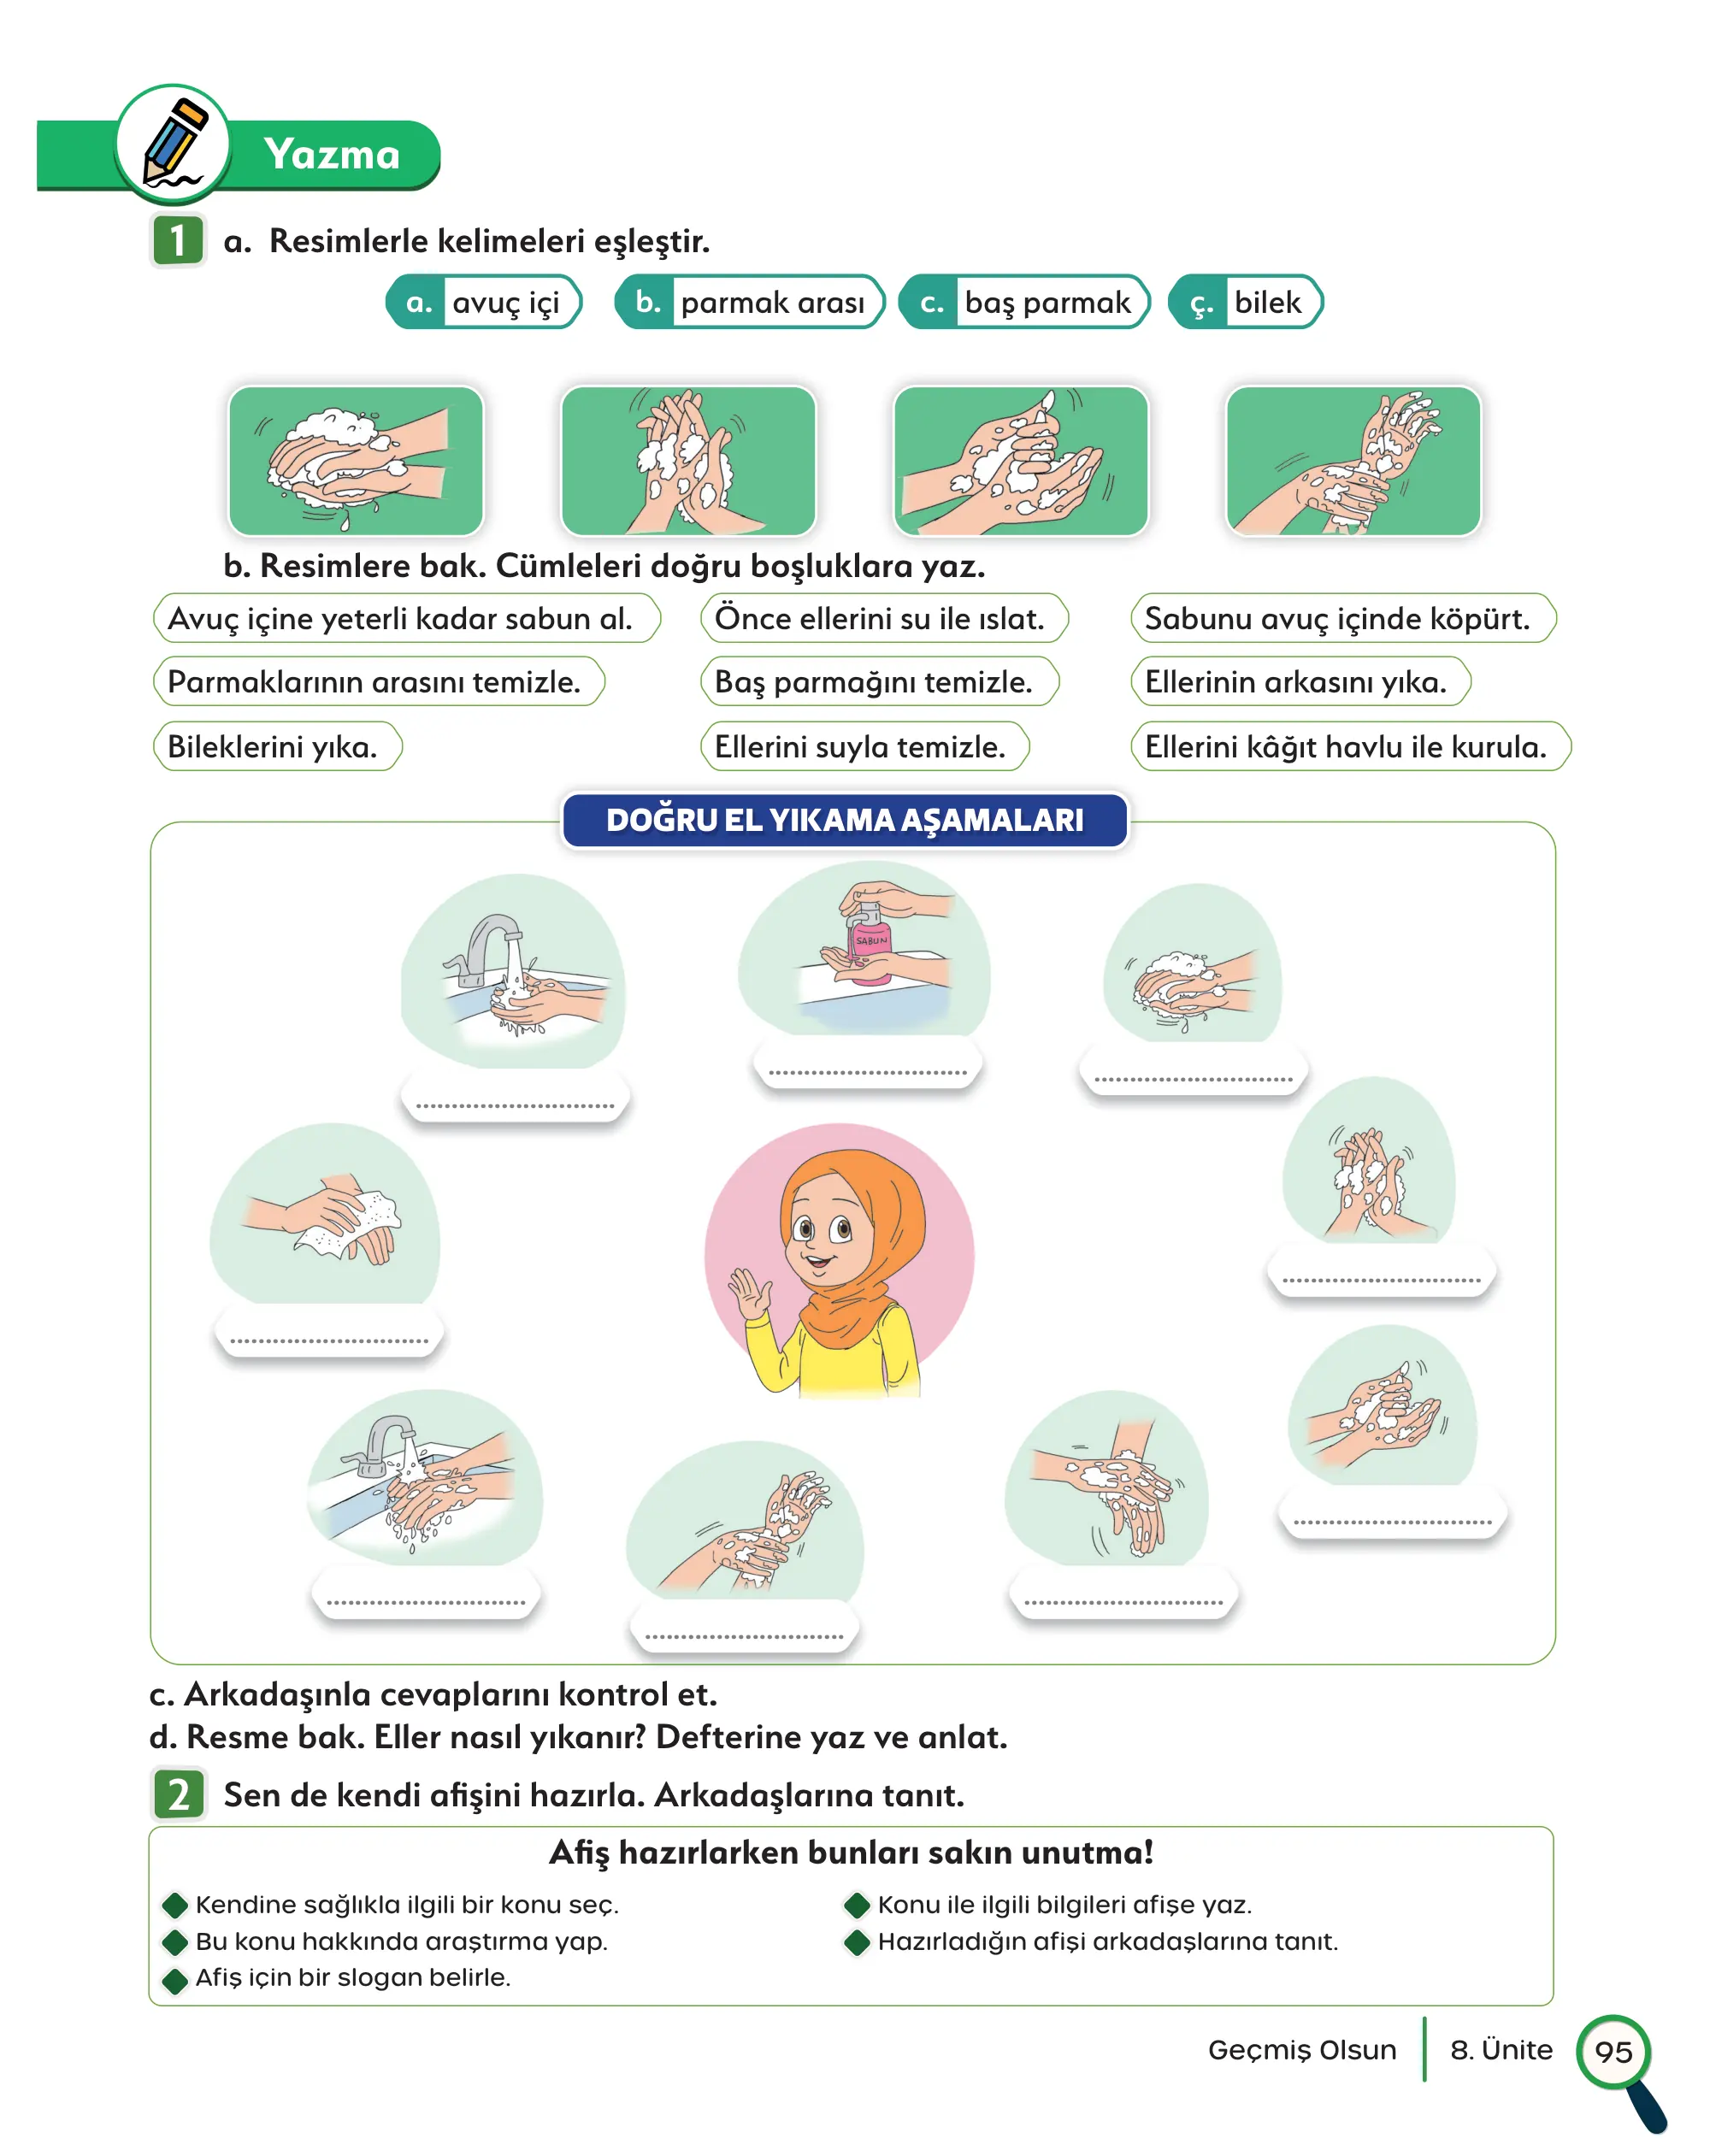 Yazma
1 a. Resimlerle kelimeleri eşleştir.
a. avuç içi b. parmak arası c. baş parmak ç. bilek
b. Resimlere bak. Cümleleri doğru boşluklara yaz.
Avuç içine yeterli kadar sabun al. Önce ellerini su ile ıslat. Sabunu avuç içinde köpürt.
Parmaklarının arasını temizle. Baş parmağını temizle. Ellerinin arkasını yıka.
Bileklerini yıka. Ellerini suyla temizle. Ellerini kâğıt havlu ile kurula.
DOĞRU EL YIKAMA AŞAMALARI
SABUN
c. Arkadaşınla cevaplarını kontrol et.
d. Resme bak. Eller nasıl yıkanır? Defterine yaz ve anlat.
2 Sen de kendi afişini hazırla. Arkadaşlarına tanıt.
Afiş hazırlarken bunları sakın unutma!
Kendine sağlıkla ilgili bir konu seç.
Bu konu hakkında araştırma yap.
Afiş için bir slogan belirle.
Konu ile ilgili bilgileri afişe yaz.
Hazırladığın afişi arkadaşlarına tanıt.
Geçmiş Olsun 8. Ünite 95